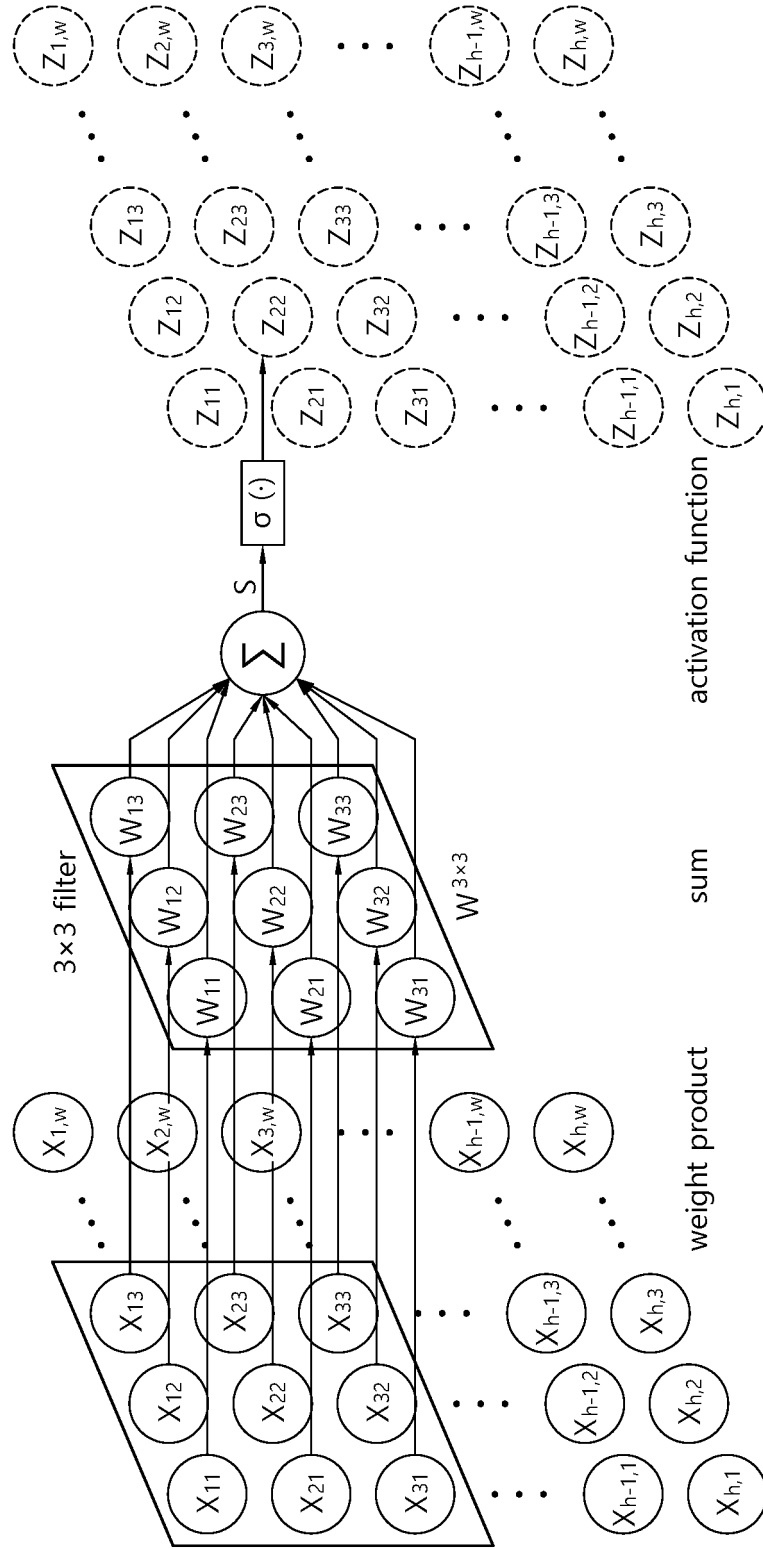 3×3 filter
X11
X12
X13
X1,w
X21
X22
X23
X2,w
X31
X32
X33
X3,w
Xh-1,1
Xh-1,2
Xh-1,3
Xh-1,w
Xh,1
Xh,2
Xh,3
Xh,w
W11
W12
W13
W21
W22
W23
W31
W32
W33
W3×3
Σ
S
σ (·)
Z11
Z12
Z13
Z1,w
Z21
Z22
Z23
Z2,w
Z31
Z32
Z33
Z3,w
Zh-1,1
Zh-1,2
Zh-1,3
Zh-1,w
Zh,1
Zh,2
Zh,3
Zh,w
weight product
sum
activation function